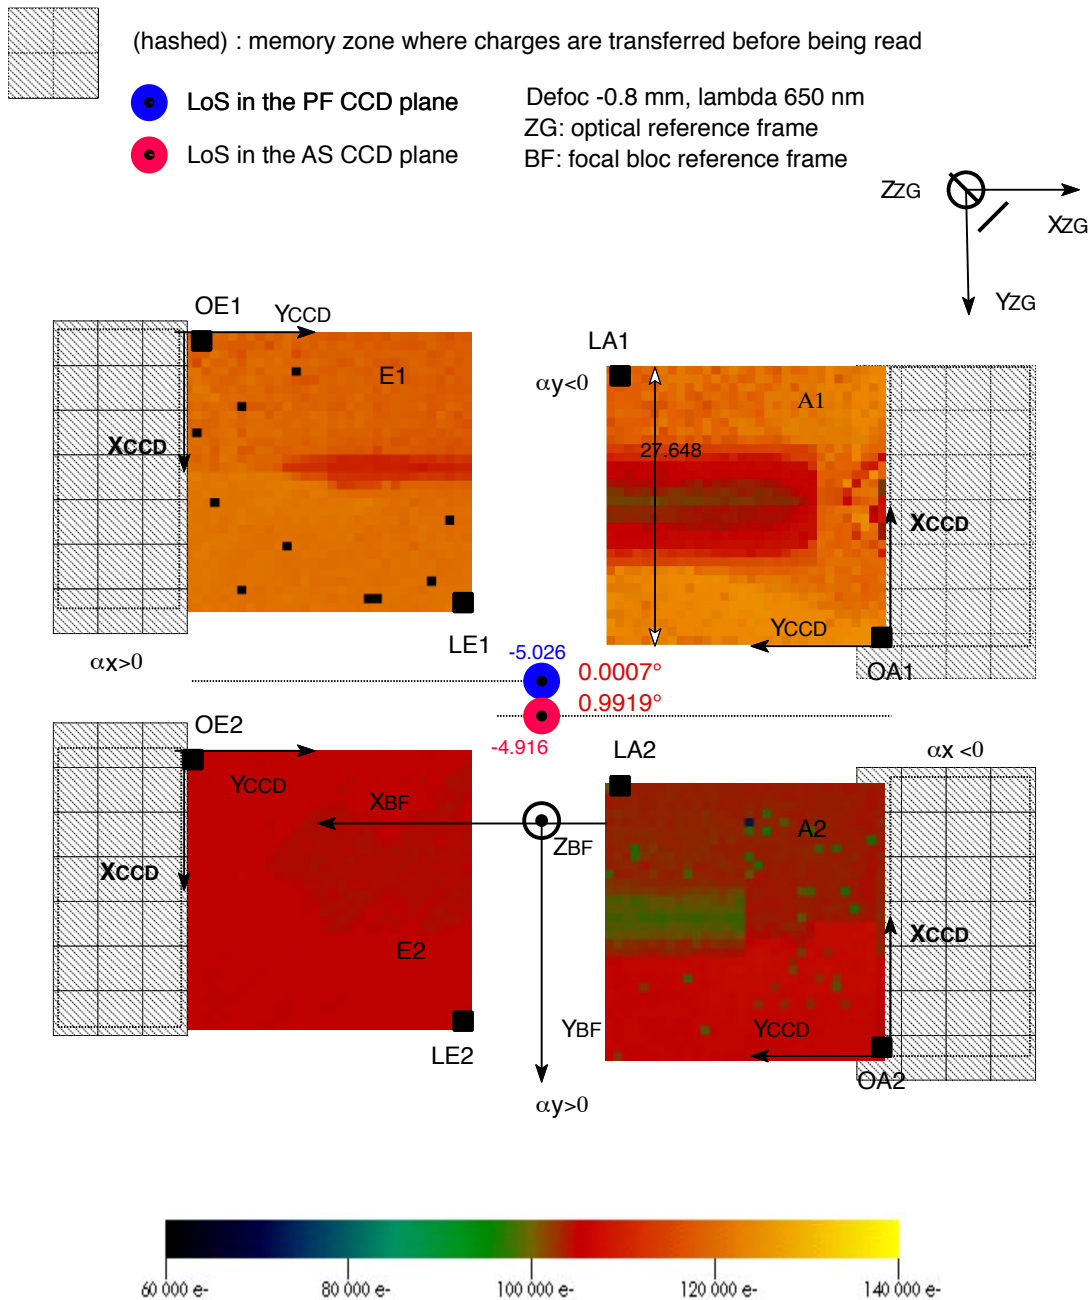 (hashed) : memory zone where charges are transferred before being read
LoS in the PF CCD plane
Defoc -0.8 mm, lambda 650 nm
ZG: optical reference frame
LoS in the AS CCD plane
BF: focal bloc reference frame
ZZG
XZG
YZG
OE1
YCCD
LA1
E1
αy<0
A1
XCCD
27.648
XCCD
YCCD
LE1
-5.026
αx>0
0.0007°
OA1
0.9919°
OE2
-4.916
LA2
αx <0
YCCD
XBF
A2
ZBF
XCCD
XCCD
E2
YBF
YCCD
LE2
OA2
αy>0
60 000 e-
80 000 e-
100 000 e-
120 000 e-
140 000 e-